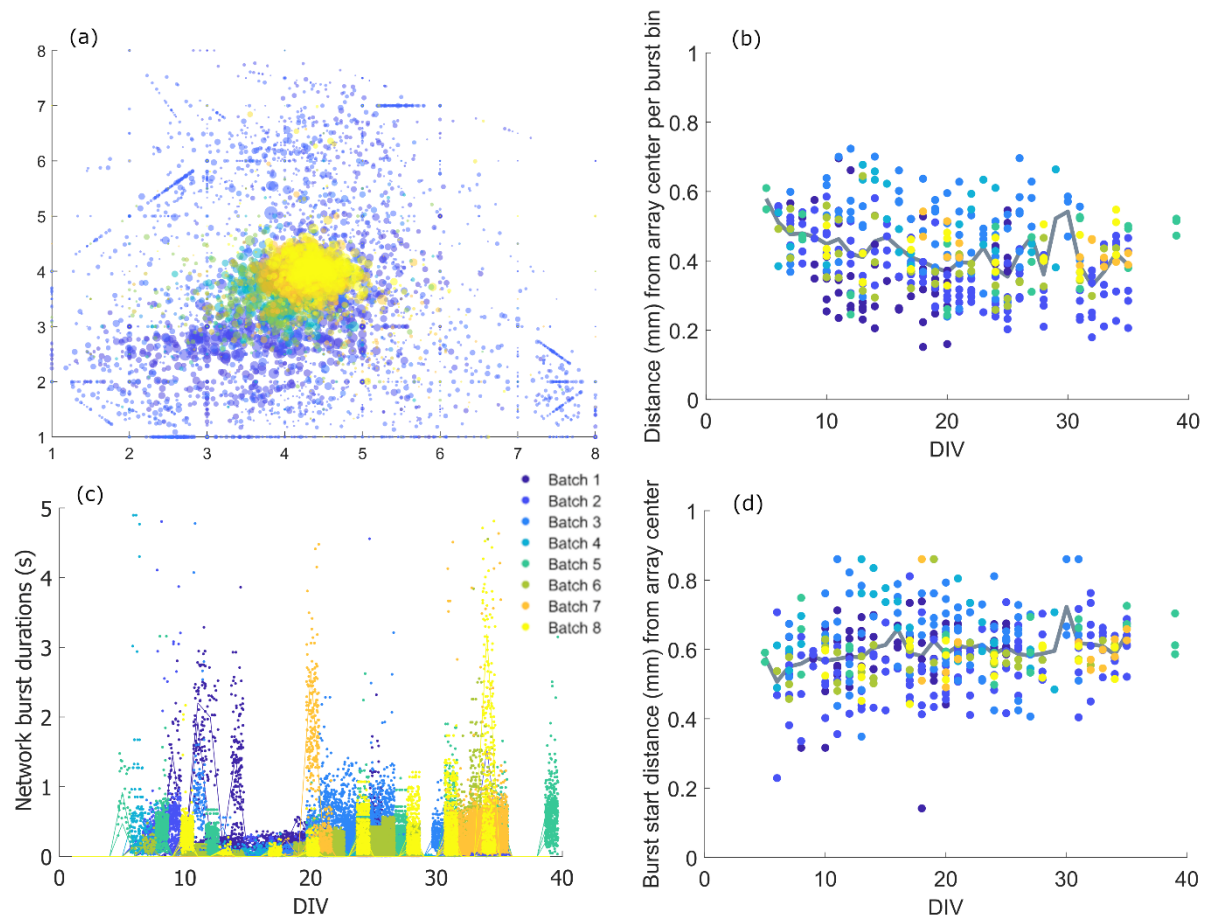 (a)
8
7
6
5
4
3
2
1
1 2 3 4 5 6 7 8
(b)
Distance (mm) from array center per burst bin
1
0.8
0.6
0.4
0.2
0
0 10 20 30 40
DIV
(c)
Network burst durations (s)
5
4
3
2
1
0
0 10 20 30 40
DIV
Batch 1
Batch 2
Batch 3
Batch 4
Batch 5
Batch 6
Batch 7
Batch 8
(d)
Burst start distance (mm) from array center
1
0.8
0.6
0.4
0.2
0
0 10 20 30 40
DIV